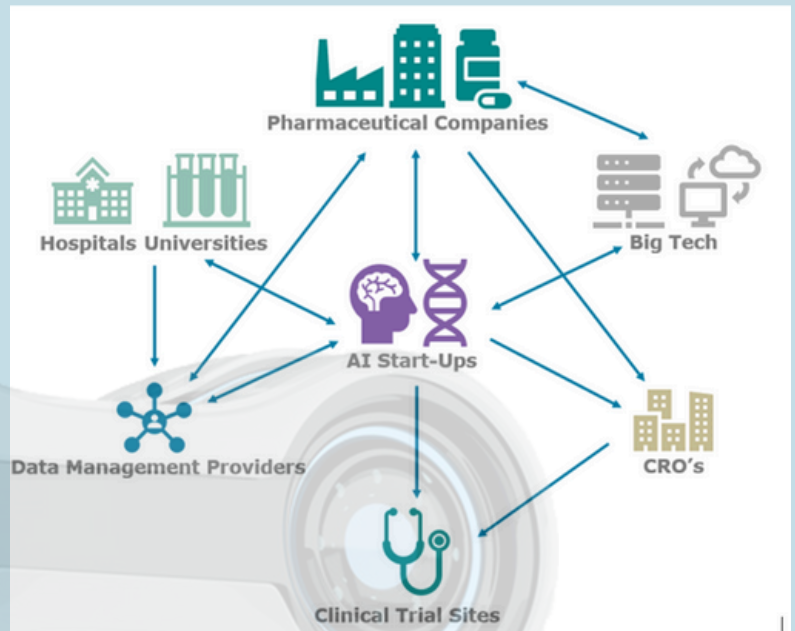 Pharmaceutical Companies
Hospitals Universities
Big Tech
AI Start-Ups
Data Management Providers
CRO's
Clinical Trial Sites